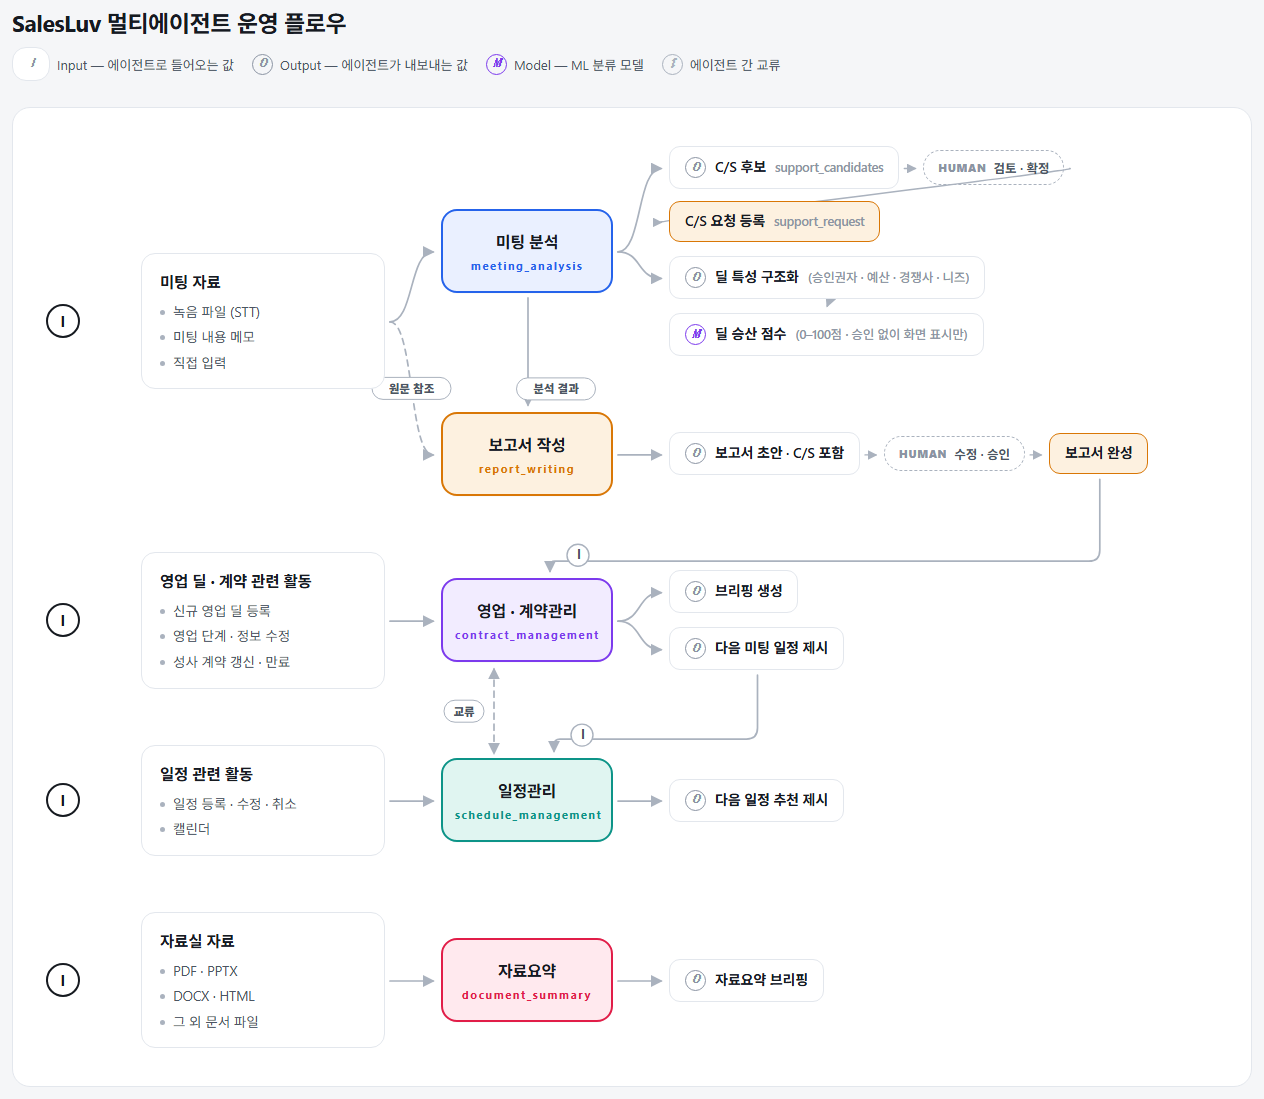 SalesLuv 멀티에이전트 운영 플로우
I Input — 에이전트로 들어오는 값 O Output — 에이전트가 내보내는 값 M Model — ML 분류 모델 에이전트 간 교류
O C/S 후보 support_candidates
HUMAN 검토 · 확정
C/S 요청 등록 support_request
미팅 분석
meeting_analysis
O 딜 특성 구조화 (승인권자 · 예산 · 경쟁사 · 니즈)
M 딜 승산 점수 (0–100점 · 승인 없이 화면 표시만)
I
미팅 자료
녹음 파일 (STT)
미팅 내용 메모
직접 입력
원문 참조
분석 결과
보고서 작성
report_writing
O 보고서 초안 · C/S 포함
HUMAN 수정 · 승인
보고서 완성
I
I
영업 딜 · 계약 관련 활동
신규 영업 딜 등록
영업 단계 · 정보 수정
성사 계약 갱신 · 만료
영업 · 계약관리
contract_management
O 브리핑 생성
O 다음 미팅 일정 제시
교류
I
I
일정 관련 활동
일정 등록 · 수정 · 취소
캘린더
일정관리
schedule_management
O 다음 일정 추천 제시
I
자료실 자료
PDF · PPTX
DOCX · HTML
그 외 문서 파일
자료요약
document_summary
O 자료요약 브리핑